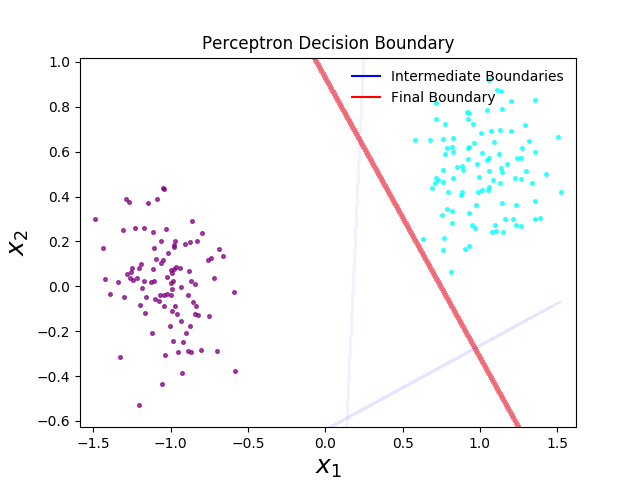 Perceptron Decision Boundary
Intermediate Boundaries
Final Boundary
1.0
0.8
0.6
0.4
0.2
0.0
−0.2
−0.4
−0.6
x₂
−1.5 −1.0 −0.5 0.0 0.5 1.0 1.5
x₁